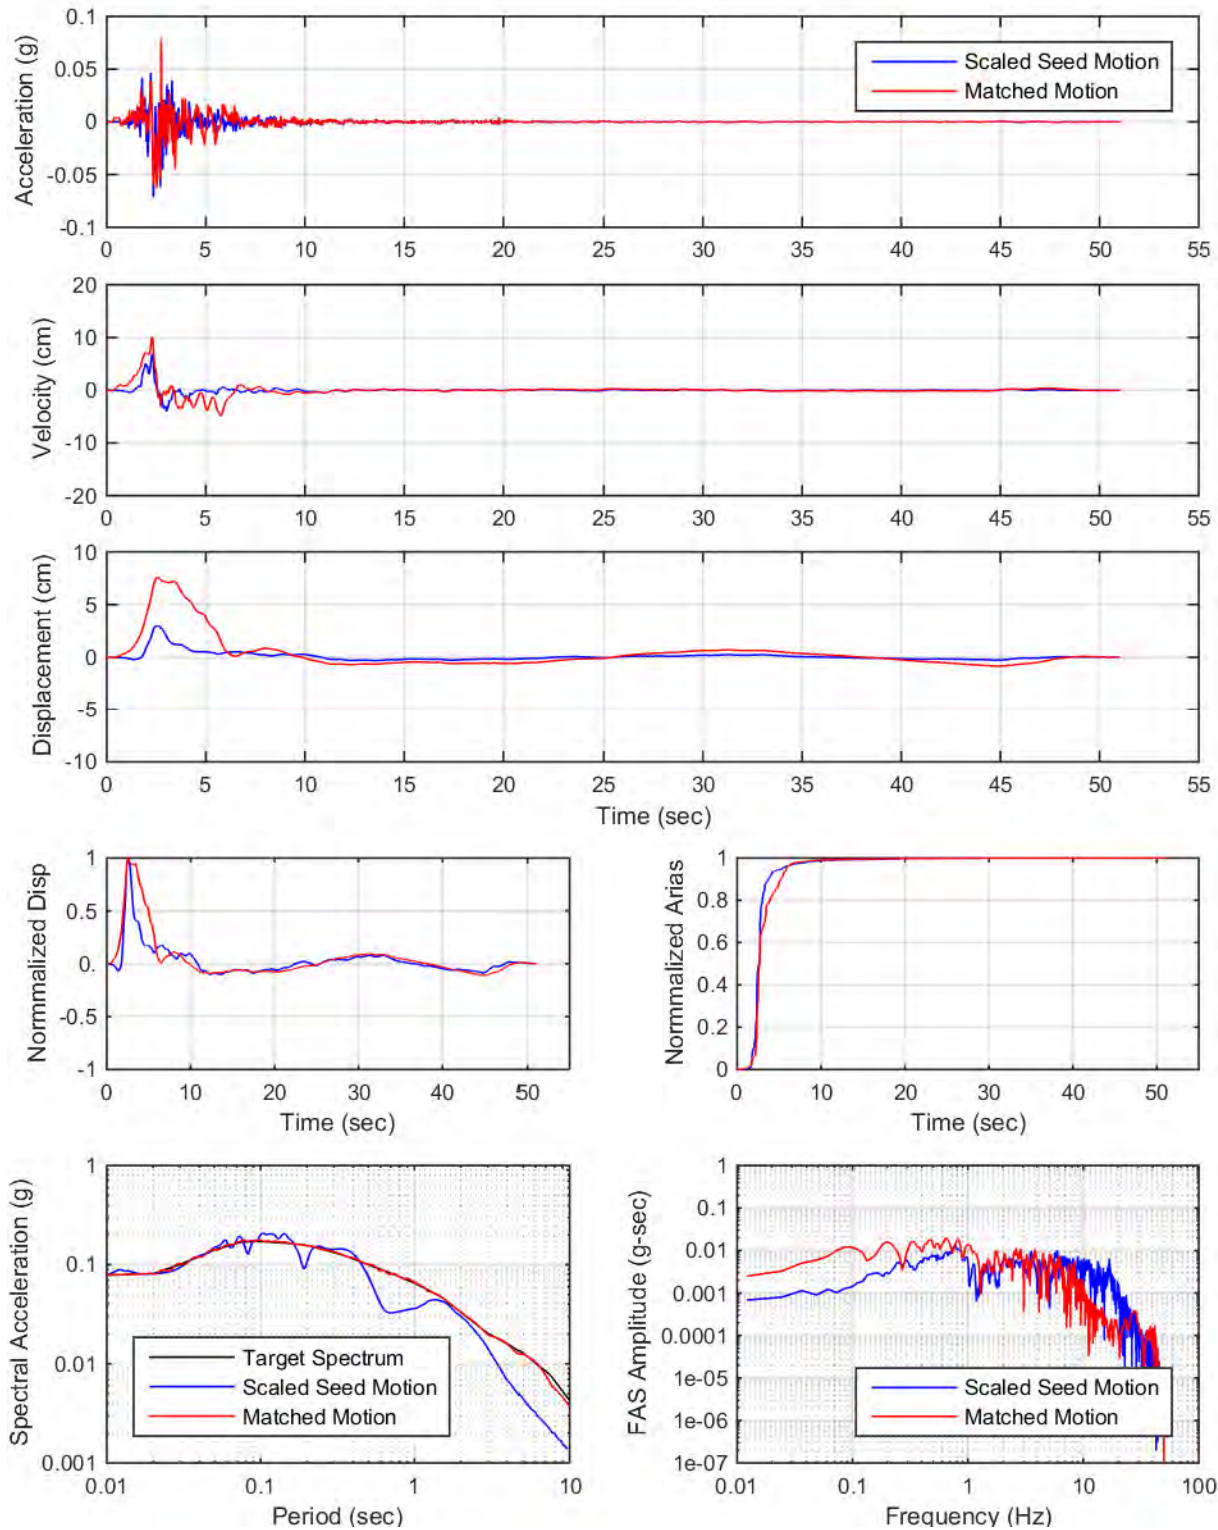 0.1
0.05
0
-0.05
-0.1
Acceleration (g)
Scaled Seed Motion
Matched Motion
0 5 10 15 20 25 30 35 40 45 50 55
20
10
0
-10
-20
Velocity (cm)
0 5 10 15 20 25 30 35 40 45 50 55
10
5
0
-5
-10
Displacement (cm)
0 5 10 15 20 25 30 35 40 45 50 55
Time (sec)
1
0.5
0
-0.5
-1
Normmalized Disp
0 10 20 30 40 50
Time (sec)
1
0.8
0.6
0.4
0.2
0
Normmalized Arias
0 10 20 30 40 50
Time (sec)
1
0.1
0.01
0.001
Spectral Acceleration (g)
Target Spectrum
Scaled Seed Motion
Matched Motion
0.01 0.1 1 10
Period (sec)
1
0.1
0.01
0.001
0.0001
1e-05
1e-06
1e-07
FAS Amplitude (g-sec)
Scaled Seed Motion
Matched Motion
0.01 0.1 1 10 100
Frequency (Hz)